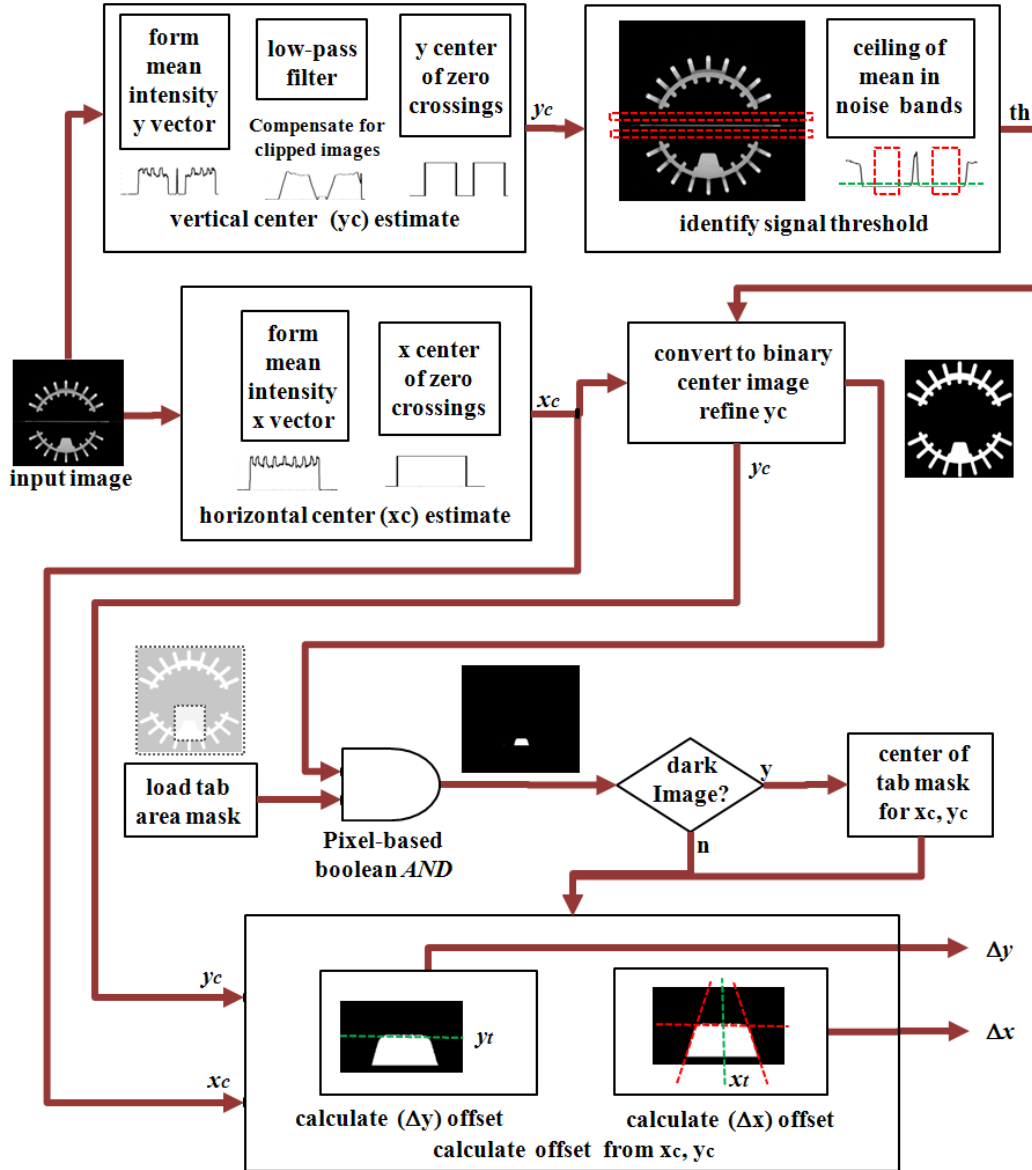 form
mean
intensity
y vector
low-pass
filter
Compensate for
clipped images
y center
of zero
crossings
vertical center (yc) estimate
yc
ceiling of
mean in
noise bands
identify signal threshold
th
input image
form
mean
intensity
x vector
x center
of zero
crossings
horizontal center (xc) estimate
xc
convert to binary
center image
refine yc
yc
load tab
area mask
Pixel-based
boolean AND
dark
Image?
y
n
center of
tab mask
for xc, yc
yc
xc
yt
calculate (Δy) offset
xt
calculate (Δx) offset
calculate offset from xc, yc
Δy
Δx